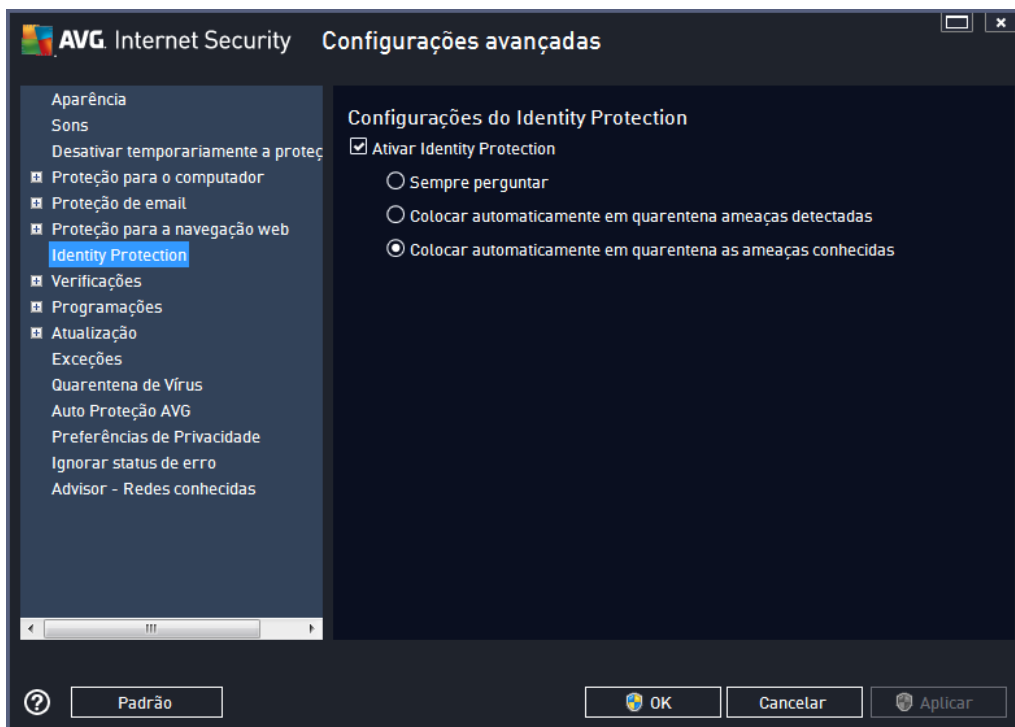 AVG. Internet Security Configurações avançadas
Aparência
Sons
Desativar temporariamente a proteç
Proteção para o computador
Proteção de email
Proteção para a navegação web
Identity Protection
Verificações
Programações
Atualização
Exceções
Quarentena de Vírus
Auto Proteção AVG
Preferências de Privacidade
Ignorar status de erro
Advisor - Redes conhecidas
Configurações do Identity Protection
Ativar Identity Protection
Sempre perguntar
Colocar automaticamente em quarentena ameaças detectadas
Colocar automaticamente em quarentena as ameaças conhecidas
? Padrão OK Cancelar Aplicar